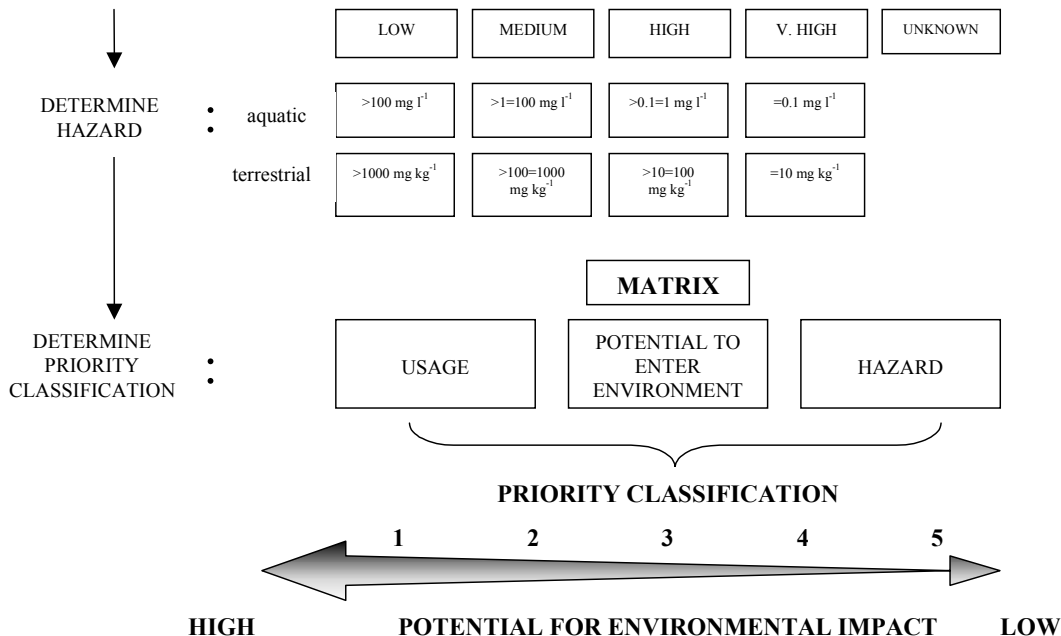 LOW MEDIUM HIGH V. HIGH UNKNOWN
DETERMINE
HAZARD
:
aquatic
>100 mg l⁻¹ >1=100 mg l⁻¹ >0.1=1 mg l⁻¹ =0.1 mg l⁻¹
terrestrial
>1000 mg kg⁻¹
>100=1000
mg kg⁻¹
>10=100
mg kg⁻¹
=10 mg kg⁻¹
MATRIX
DETERMINE
PRIORITY
CLASSIFICATION
:
USAGE
POTENTIAL TO
ENTER
ENVIRONMENT
HAZARD
PRIORITY CLASSIFICATION
1 2 3 4 5
HIGH POTENTIAL FOR ENVIRONMENTAL IMPACT LOW